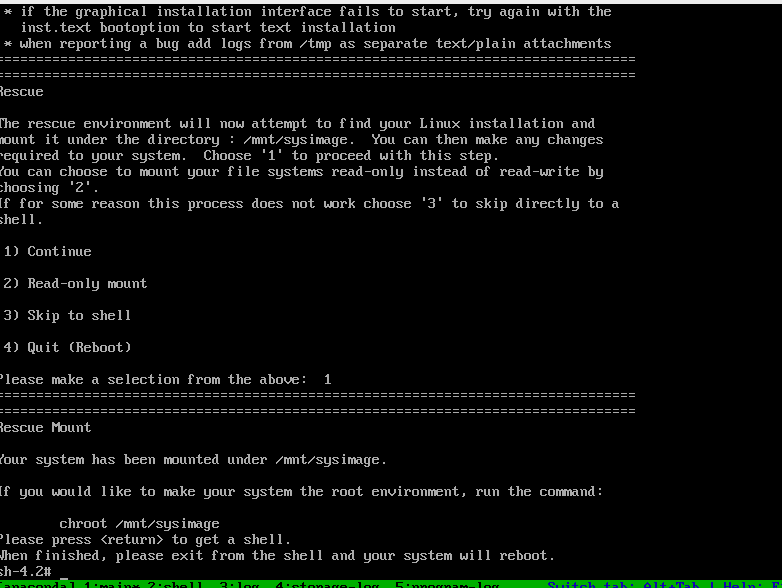 * if the graphical installation interface fails to start, try again with the
inst.text bootoption to start text installation
* when reporting a bug add logs from /tmp as separate text/plain attachments
================================================================================
================================================================================
Rescue
The rescue environment will now attempt to find your Linux installation and
mount it under the directory : /mnt/sysimage.  You can then make any changes
required to your system.  Choose '1' to proceed with this step.
You can choose to mount your file systems read-only instead of read-write by
choosing '2'.
If for some reason this process does not work choose '3' to skip directly to a
shell.
1) Continue
2) Read-only mount
3) Skip to shell
4) Quit (Reboot)
Please make a selection from the above:  1
================================================================================
================================================================================
Rescue Mount
Your system has been mounted under /mnt/sysimage.
If you would like to make your system the root environment, run the command:
chroot /mnt/sysimage
Please press <return> to get a shell.
When finished, please exit from the shell and your system will reboot.
sh-4.2#
[anaconda] 1:main* 2:shell  3:log  4:storage-log  5:program-log Switch tab: Alt+Tab | Help: F